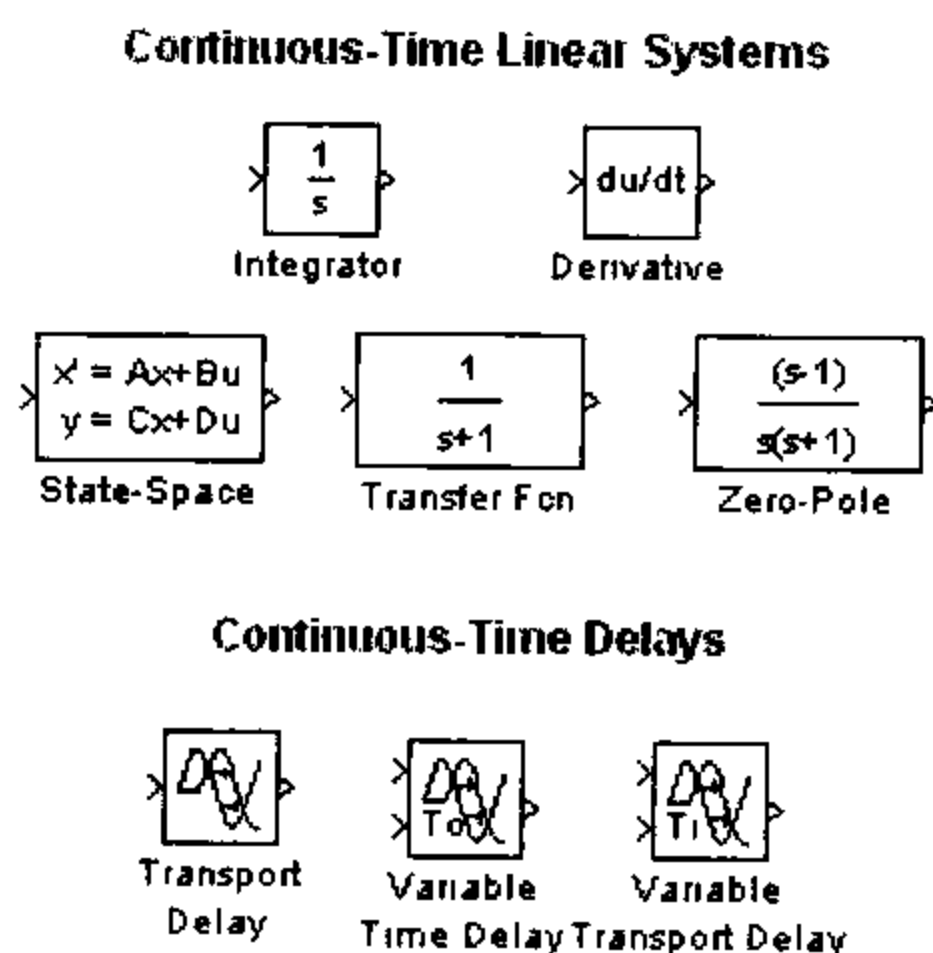 Continuous-Time Linear Systems
1
s
du/dt
Integrator
Derivative
x' = Ax+Bu
y = Cx+Du
1
s+1
(s-1)
s(s+1)
State-Space
Transfer Fcn
Zero-Pole
Continuous-Time Delays
To
Ti
Transport
Delay
Variable
Time Delay
Variable
Transport Delay